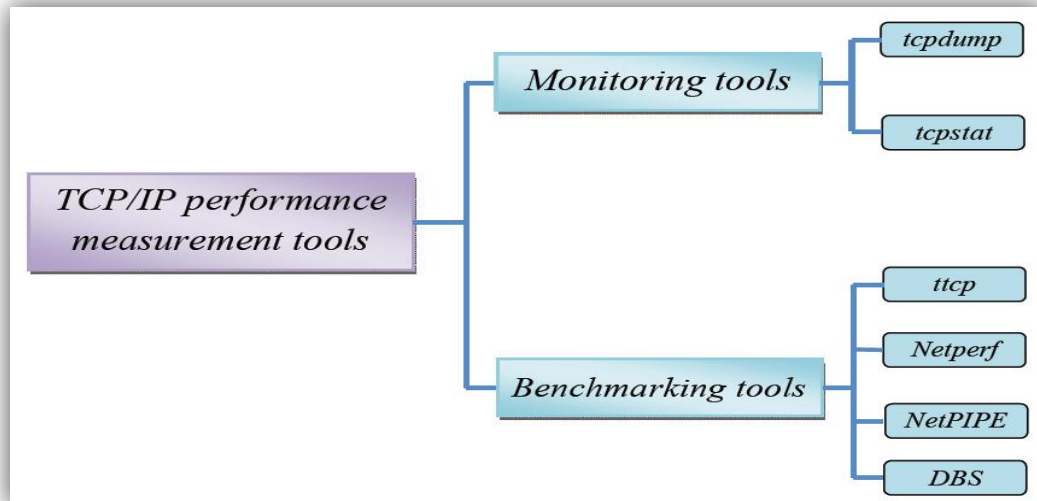 TCP/IP performance
measurement tools
Monitoring tools
tcpdump
tcpstat
Benchmarking tools
ttcp
Netperf
NetPIPE
DBS